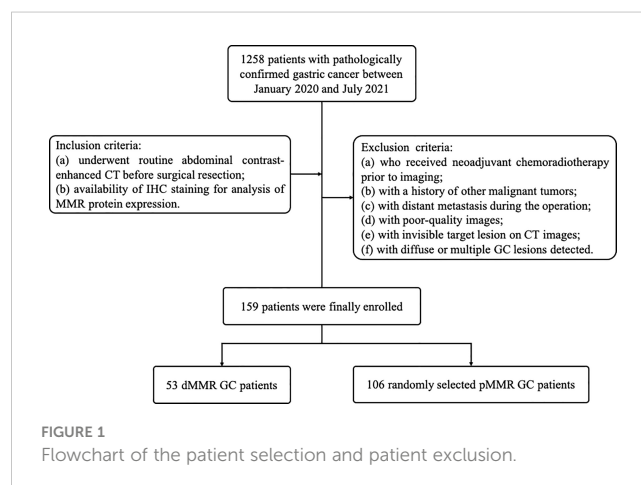 1258 patients with pathologically
confirmed gastric cancer between
January 2020 and July 2021
Inclusion criteria:
(a) underwent routine abdominal contrast-
enhanced CT before surgical resection;
(b) availability of IHC staining for analysis of
MMR protein expression.
Exclusion criteria:
(a) who received neoadjuvant chemoradiotherapy
prior to imaging;
(b) with a history of other malignant tumors;
(c) with distant metastasis during the operation;
(d) with poor-quality images;
(e) with invisible target lesion on CT images;
(f) with diffuse or multiple GC lesions detected.
159 patients were finally enrolled
53 dMMR GC patients
106 randomly selected pMMR GC patients
FIGURE 1
Flowchart of the patient selection and patient exclusion.